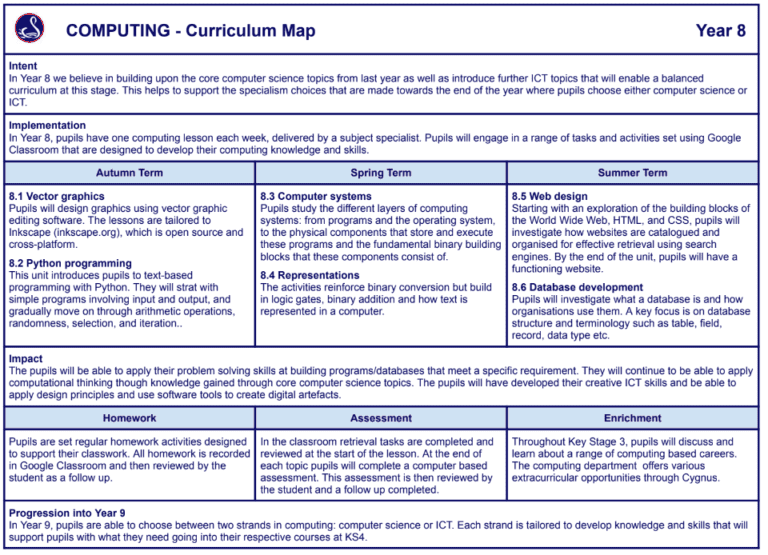 COMPUTING - Curriculum Map
Year 8
Intent
In Year 8 we believe in building upon the core computer science topics from last year as well as introduce further ICT topics that will enable a balanced
curriculum at this stage. This helps to support the specialism choices that are made towards the end of the year where pupils choose either computer science or
ICT.
Implementation
In Year 8, pupils have one computing lesson each week, delivered by a subject specialist. Pupils will engage in a range of tasks and activities set using Google
Classroom that are designed to develop their computing knowledge and skills.
Autumn Term
8.1 Vector graphics
Pupils will design graphics using vector graphic
editing software. The lessons are tailored to
Inkscape (inkscape.org), which is open source and
cross-platform.
8.2 Python programming
This unit introduces pupils to text-based
programming with Python. They will strat with
simple programs involving input and output, and
gradually move on through arithmetic operations,
randomness, selection, and iteration..
Spring Term
8.3 Computer systems
Pupils study the different layers of computing
systems: from programs and the operating system,
to the physical components that store and execute
these programs and the fundamental binary building
blocks that these components consist of.
8.4 Representations
The activities reinforce binary conversion but build
in logic gates, binary addition and how text is
represented in a computer.
Summer Term
8.5 Web design
Starting with an exploration of the building blocks of
the World Wide Web, HTML, and CSS, pupils will
investigate how websites are catalogued and
organised for effective retrieval using search
engines. By the end of the unit, pupils will have a
functioning website.
8.6 Database development
Pupils will investigate what a database is and how
organisations use them. A key focus is on database
structure and terminology such as table, field,
record, data type etc.
Impact
The pupils will be able to apply their problem solving skills at building programs/databases that meet a specific requirement. They will continue to be able to apply
computational thinking though knowledge gained through core computer science topics. The pupils will have developed their creative ICT skills and be able to
apply design principles and use software tools to create digital artefacts.
Homework
Pupils are set regular homework activities designed
to support their classwork. All homework is recorded
in Google Classroom and then reviewed by the
student as a follow up.
Assessment
In the classroom retrieval tasks are completed and
reviewed at the start of the lesson. At the end of
each topic pupils will complete a computer based
assessment. This assessment is then reviewed by
the student and a follow up completed.
Enrichment
Throughout Key Stage 3, pupils will discuss and
learn about a range of computing based careers.
The computing department offers various
extracurricular opportunities through Cygnus.
Progression into Year 9
In Year 9, pupils are able to choose between two strands in computing: computer science or ICT. Each strand is tailored to develop knowledge and skills that will
support pupils with what they need going into their respective courses at KS4.